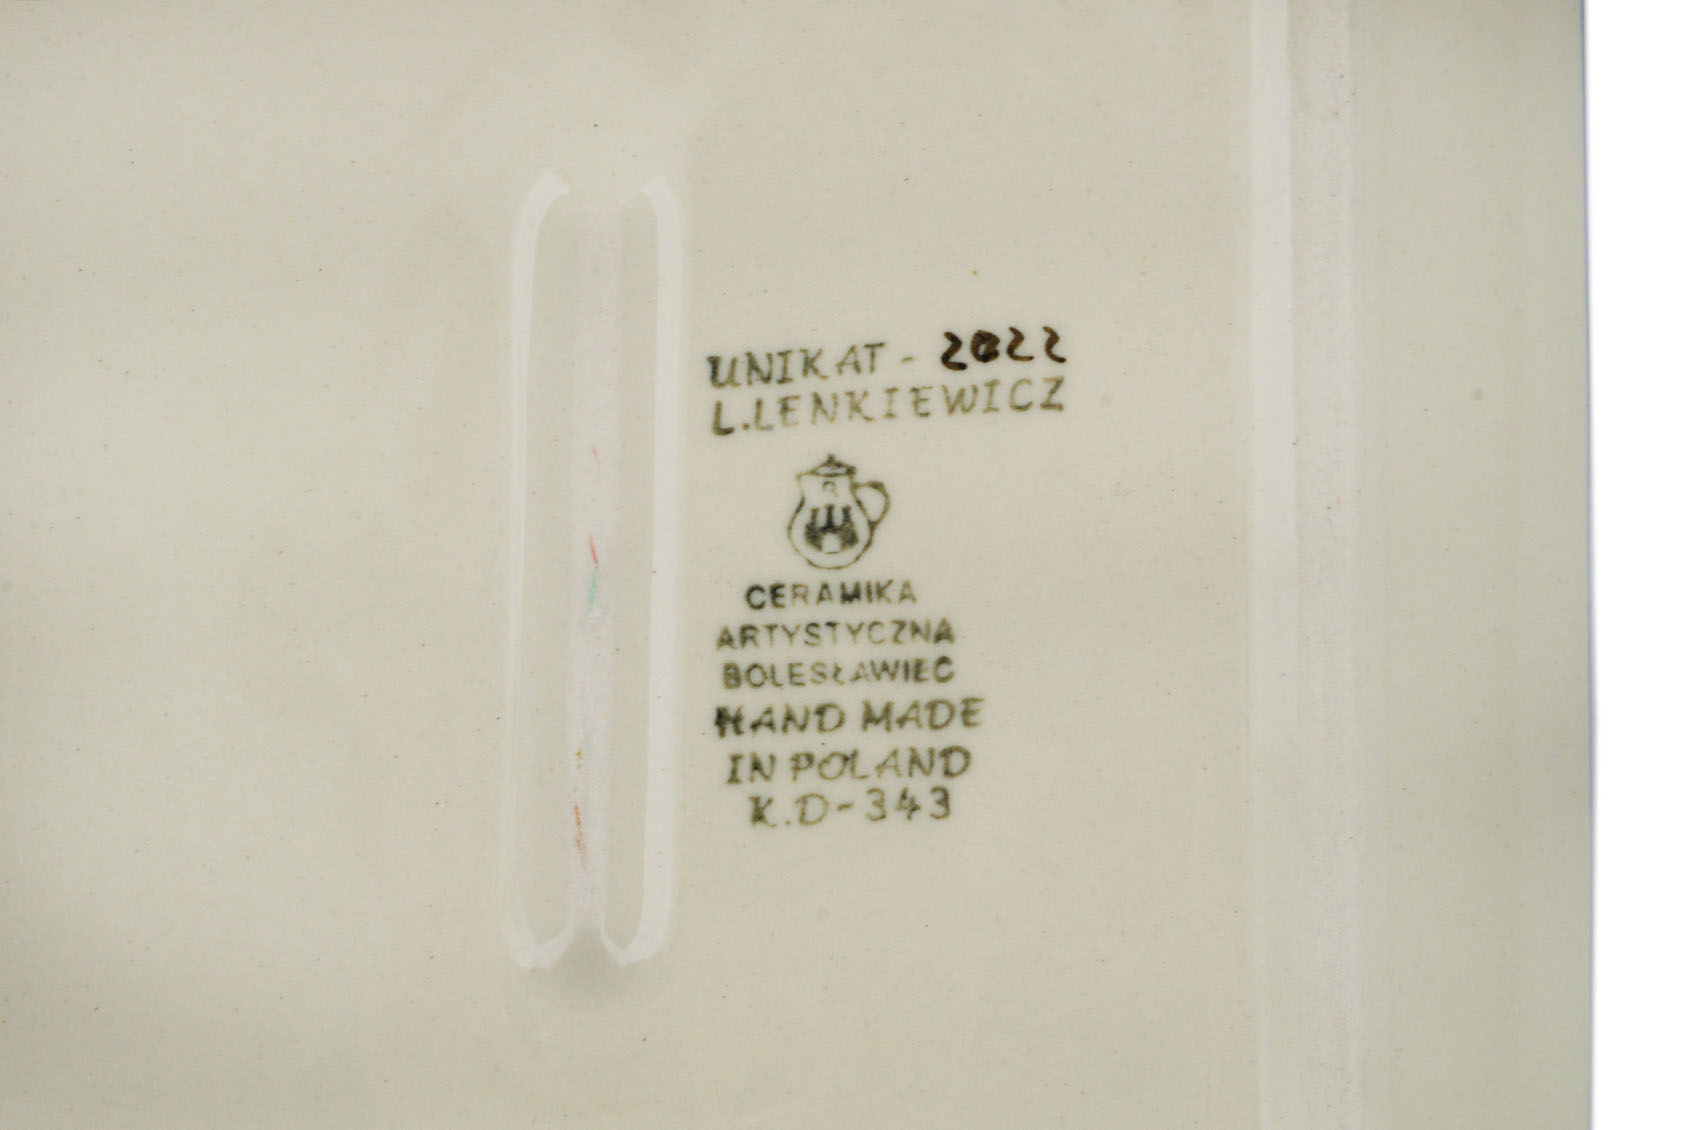 UNIKAT - 2022
L.LENKIEWICZ
CERAMIKA
ARTYSTYCZNA
BOLESŁAWIEC
HAND MADE
IN POLAND
K.D-343